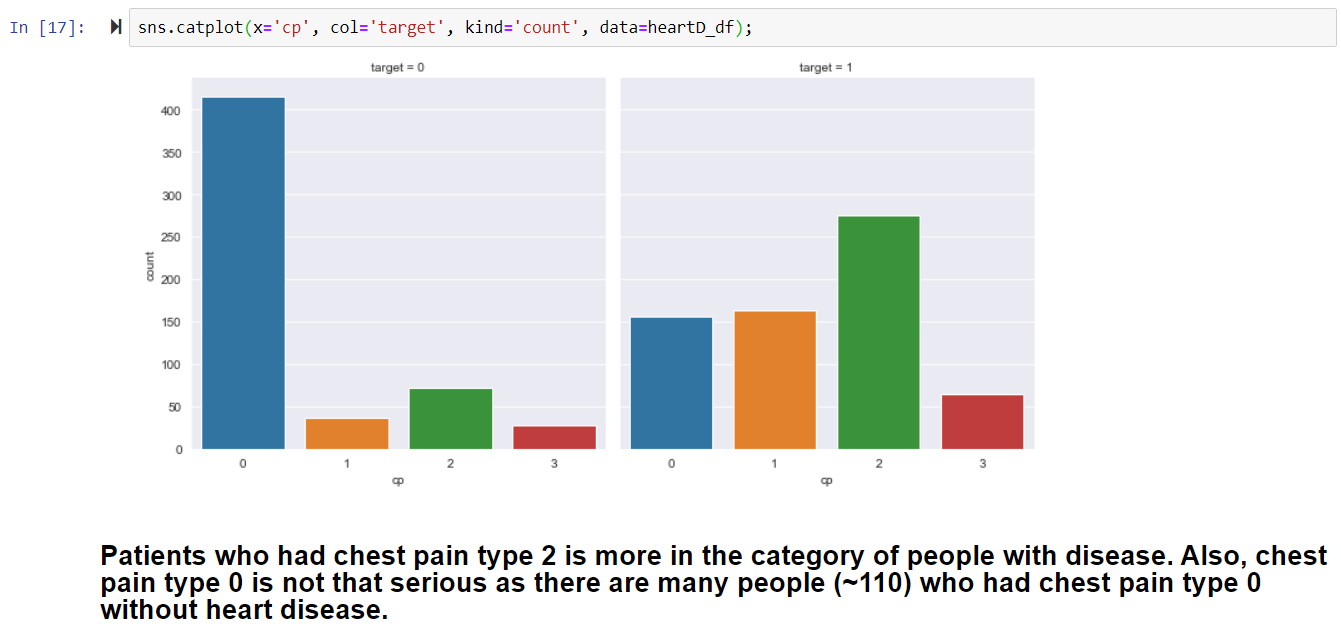 In [17]: sns.catplot(x='cp', col='target', kind='count', data=heartD_df);
target = 0
target = 1
400
350
300
250
200
150
100
50
0
count
0 1 2 3
cp
0 1 2 3
cp
Patients who had chest pain type 2 is more in the category of people with disease. Also, chest
pain type 0 is not that serious as there are many people (~110) who had chest pain type 0
without heart disease.